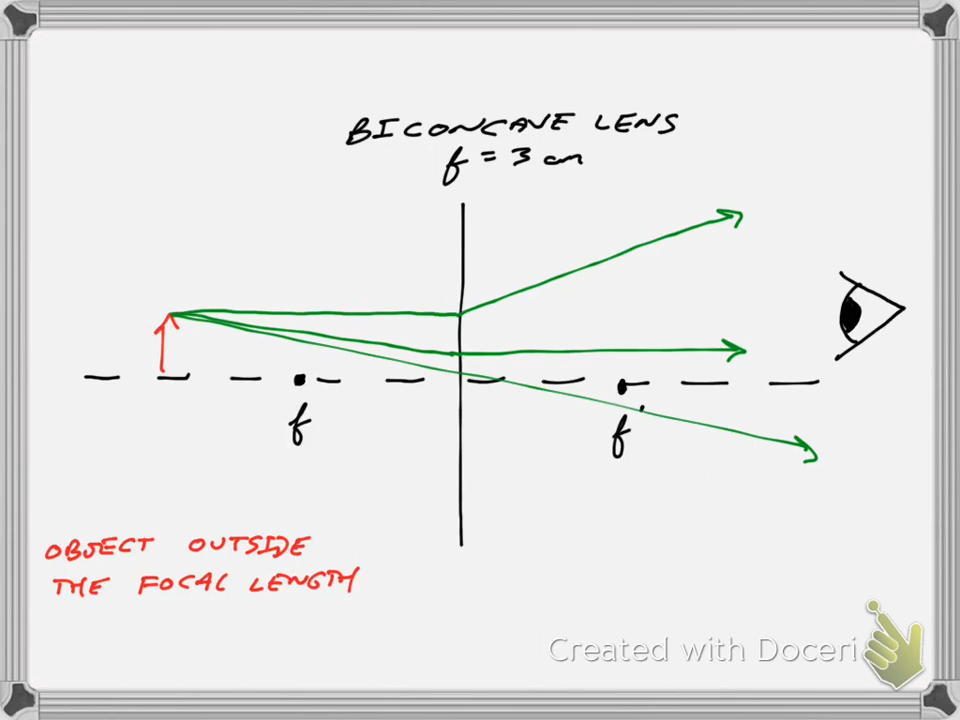 BICONCAVE LENS
f = 3 cm
f
f
OBJECT OUTSIDE
THE FOCAL LENGTH
Created with Doceri